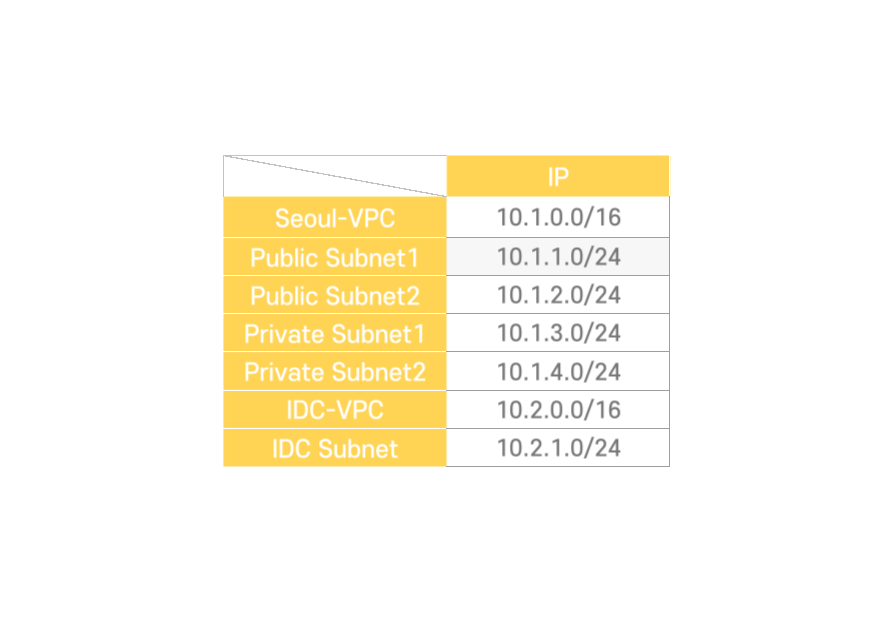 IP
Seoul-VPC 10.1.0.0/16
Public Subnet1 10.1.1.0/24
Public Subnet2 10.1.2.0/24
Private Subnet1 10.1.3.0/24
Private Subnet2 10.1.4.0/24
IDC-VPC 10.2.0.0/16
IDC Subnet 10.2.1.0/24